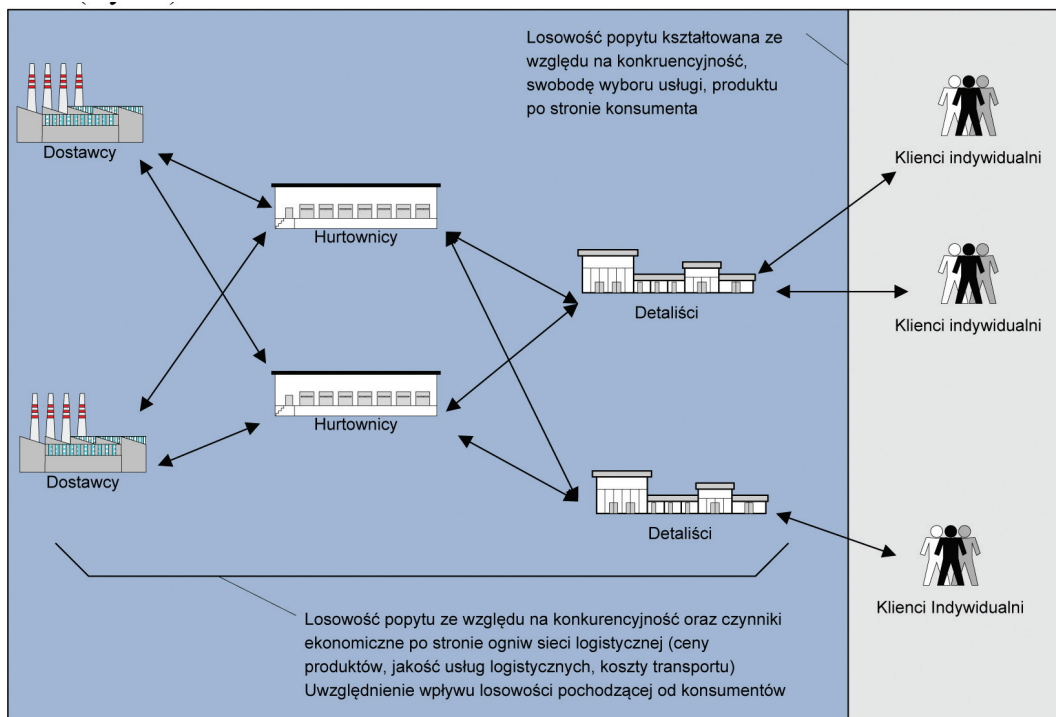 Losowość popytu kształtowana ze
względu na konkruencyjność,
swobodę wyboru usługi, produktu
po stronie konsumenta
Dostawcy
Klienci indywidualni
Hurtownicy
Klienci indywidualni
Detaliści
Hurtownicy
Dostawcy
Detaliści
Klienci Indywidualni
Losowość popytu ze względu na konkurencyjność oraz czynniki
ekonomiczne po stronie ogniw sieci logistycznej (ceny
produktów, jakość usług logistycznych, koszty transportu)
Uwzględnienie wpływu losowości pochodzącej od konsumentów